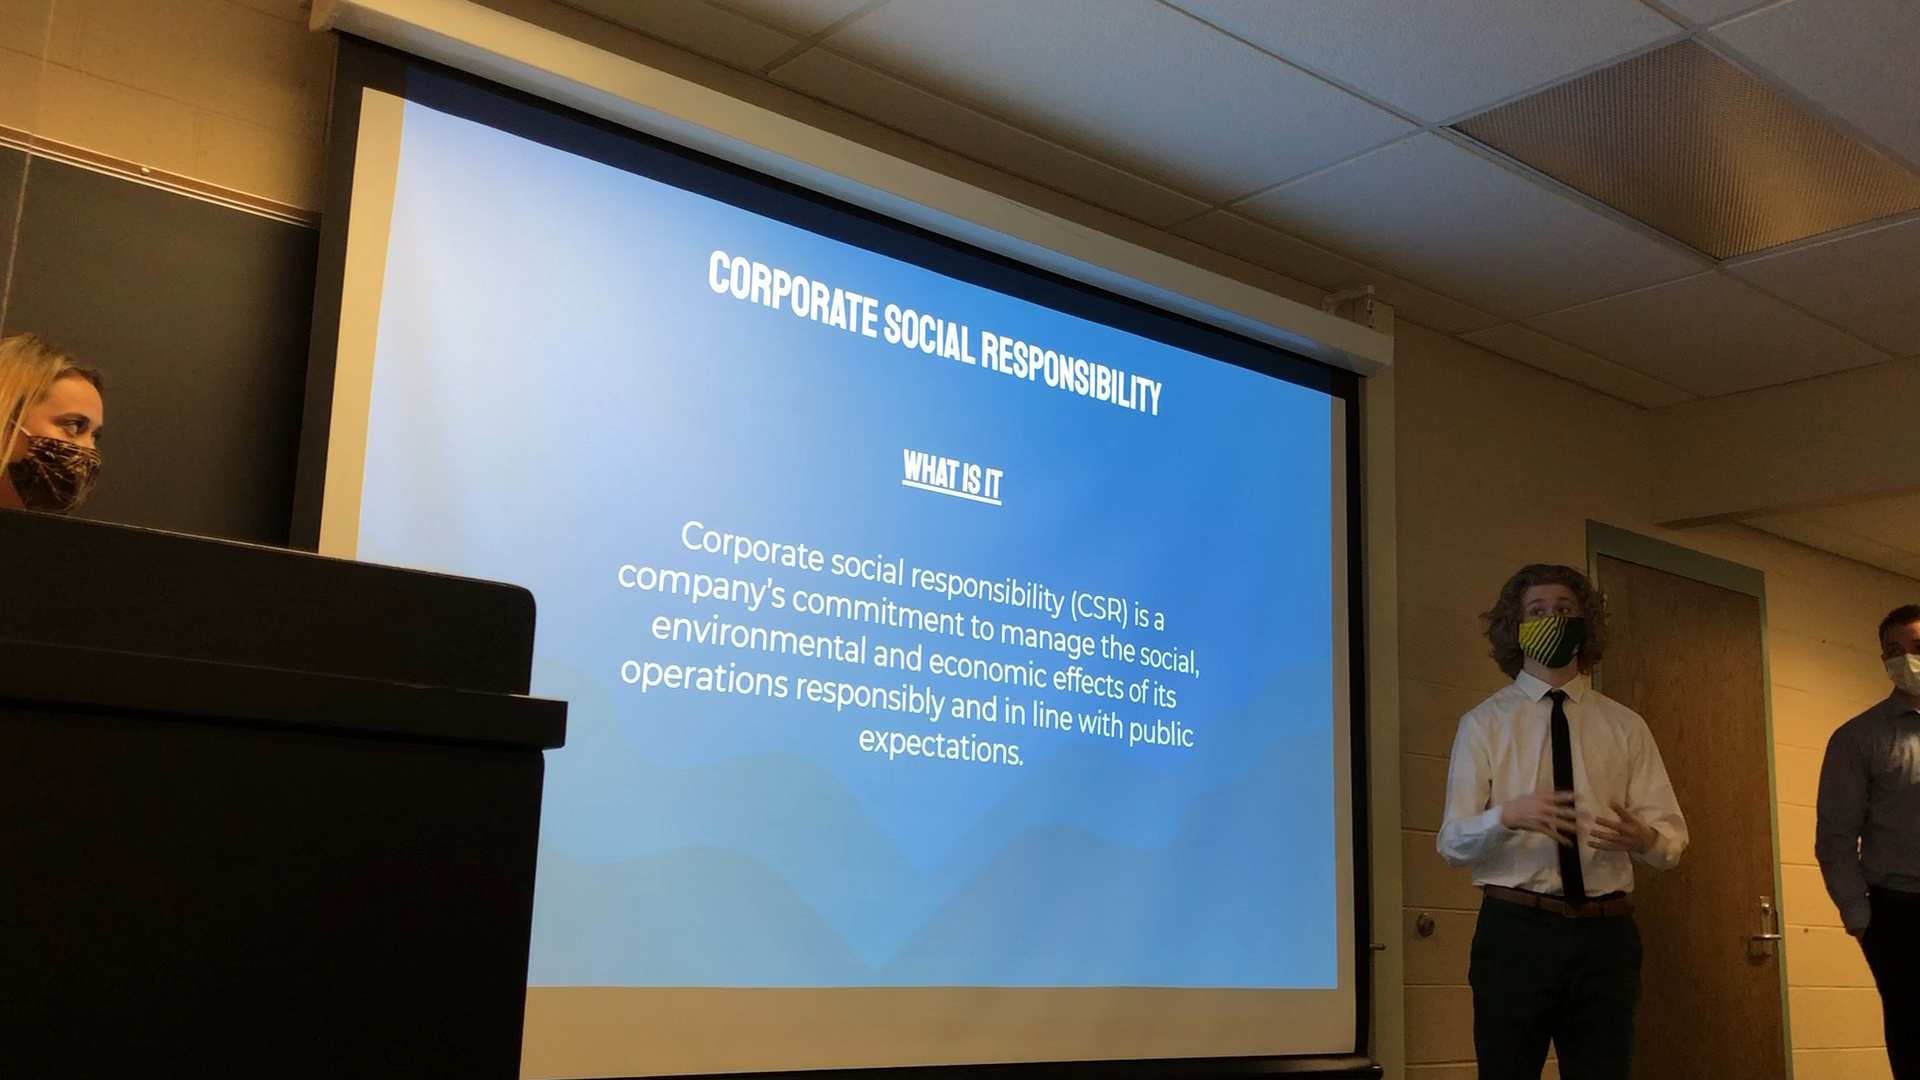 CORPORATE SOCIAL RESPONSIBILITY
WHAT IS IT
Corporate social responsibility (CSR) is a
company's commitment to manage the social,
environmental and economic effects of its
operations responsibly and in line with public
expectations.